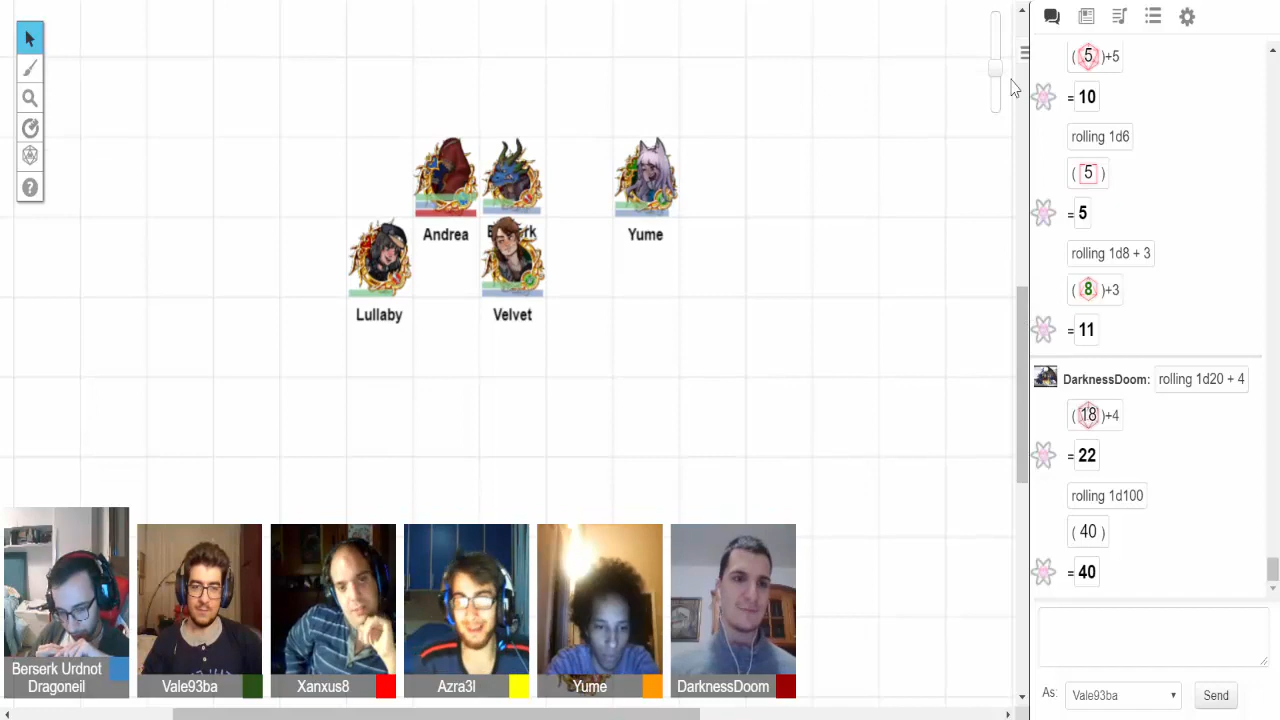 Andrea
Yume
Lullaby
Velvet
Berserk Urdnot
Dragoneil
Vale93ba
Xanxus8
Azra3l
Yume
DarknessDoom
( 5 )+5
= 10
rolling 1d6
( 5 )
= 5
rolling 1d8 + 3
( 8 )+3
= 11
DarknessDoom: rolling 1d20 + 4
( 18 )+4
= 22
rolling 1d100
( 40 )
= 40
As: Vale93ba
Send